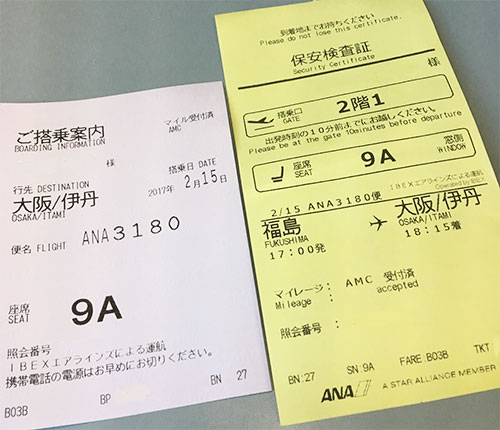 ご搭乗案内
BOARDING INFORMATION
マイル受付済
AMC
様
搭乗日 DATE
2017年 2月15日
行先 DESTINATION
大阪/伊丹
OSAKA/ITAMI
便名 FLIGHT ANA3180
座席
SEAT
9A
照会番号
IBEXエアラインズによる運航
携帯電話の電源はお早めにお切りください。
BN : 27
B03B
BP
到着地までお持ちください。
Please do not lose this certificate.
保安検査証
Security Certificate
様
搭乗口
GATE
2階1
出発時刻の10分前までにお越しください。
Please be at the gate 10minutes before departure
座席
SEAT
9A
窓側
WINDOW
IBEXエアラインズによる運航
Operated by IBEX
2/15 ANA3180便
福島
FUKUSHIMA
17:00発
大阪/伊丹
OSAKA/ITAMI
18:15着
マイレージ : AMC 受付済
Mileage : accepted
照会番号 :
BN:27
SN:9A
FARE:B03B
TKT
ANA
A STAR ALLIANCE MEMBER